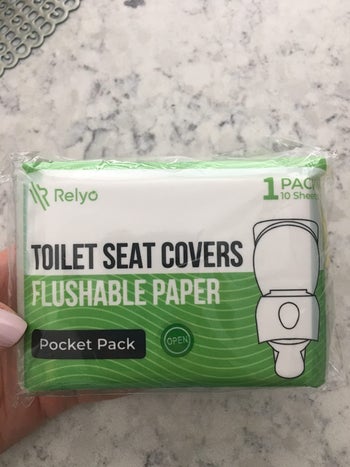 Relyo
1 PACK
10 Sheets
TOILET SEAT COVERS
FLUSHABLE PAPER
Pocket Pack
OPEN